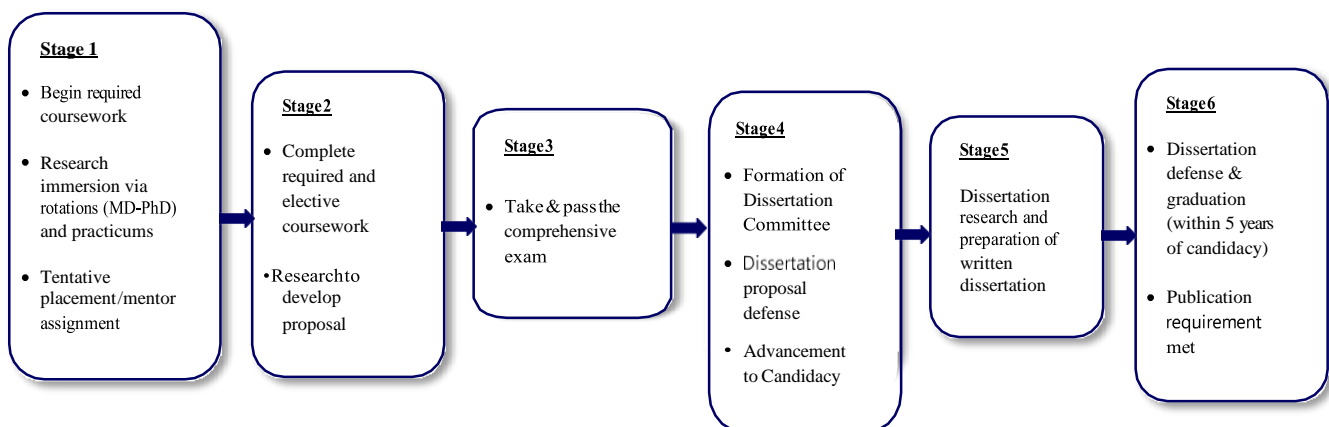 Stage 1
• Begin required
coursework
• Research
immersion via
rotations (MD-PhD)
and practicums
• Tentative
placement/mentor
assignment
Stage2
• Complete
required and
elective
coursework
•Research to
develop
proposal
Stage3
• Take & pass the
comprehensive
exam
Stage4
• Formation of
Dissertation
Committee
• Dissertation
proposal
defense
• Advancement
to Candidacy
Stage5
Dissertation
research and
preparation of
written
dissertation
Stage6
• Dissertation
defense &
graduation
(within 5 years
of candidacy)
• Publication
requirement
met